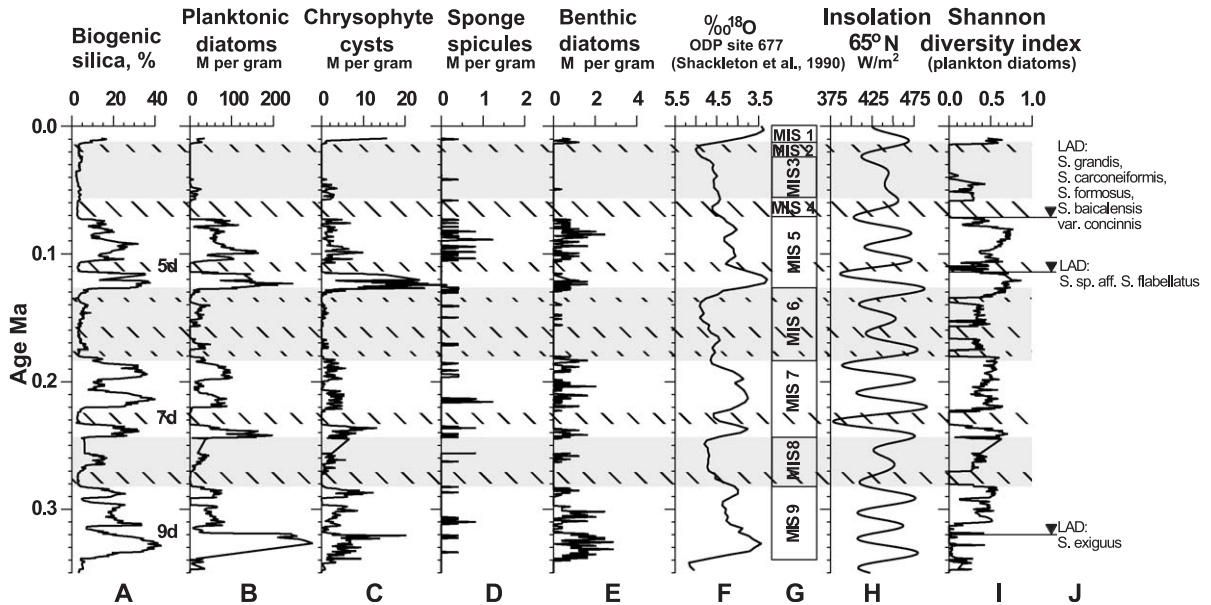 Biogenic
silica, %
Planktonic
diatoms
M per gram
Chrysophyte
cysts
M per gram
Sponge
spicules
M per gram
Benthic
diatoms
M per gram
‰ ¹⁸O
ODP site 677
(Shackleton et al., 1990)
Insolation
65° N
W/m²
Shannon
diversity index
(plankton diatoms)
0 20 40
0 100 200
0 10 20
0 1 2
0 2 4
5.5 4.5 3.5
375 425 475
0.0 0.5 1.0
Age Ma
0.0
0.1
0.2
0.3
5d
7d
9d
MIS 1
MIS 2
MIS3
MIS 4
MIS 5
MIS 6
MIS 7
MIS8
MIS9
LAD:
S. grandis,
S. carconeiformis,
S. formosus,
S. baicalensis
var. concinnis
LAD:
S. sp. aff. S. flabellatus
LAD:
S. exiguus
A B C D E F G H I J